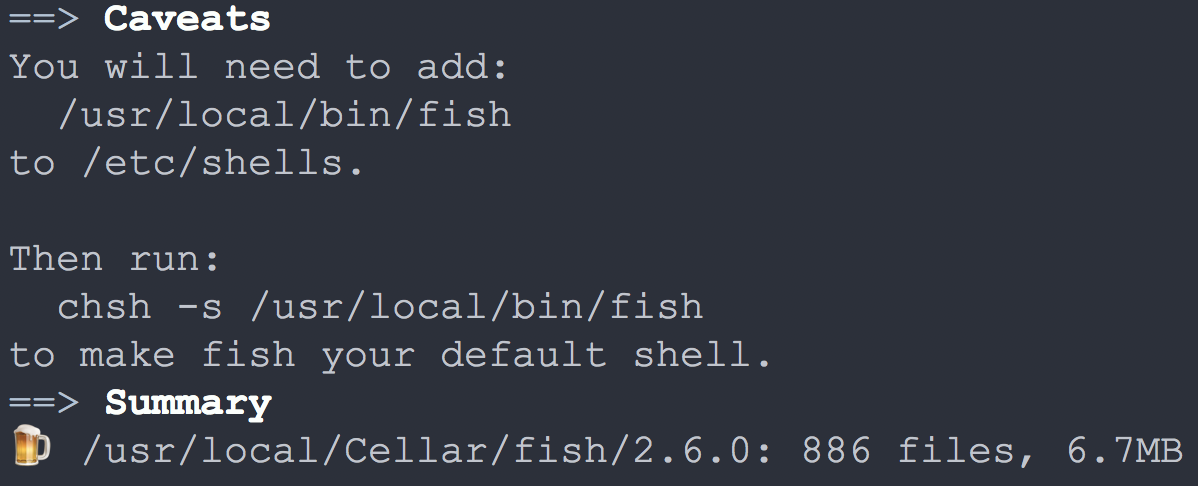 ==> Caveats
You will need to add:
  /usr/local/bin/fish
to /etc/shells.

Then run:
  chsh -s /usr/local/bin/fish
to make fish your default shell.
==> Summary
🍺 /usr/local/Cellar/fish/2.6.0: 886 files, 6.7MB